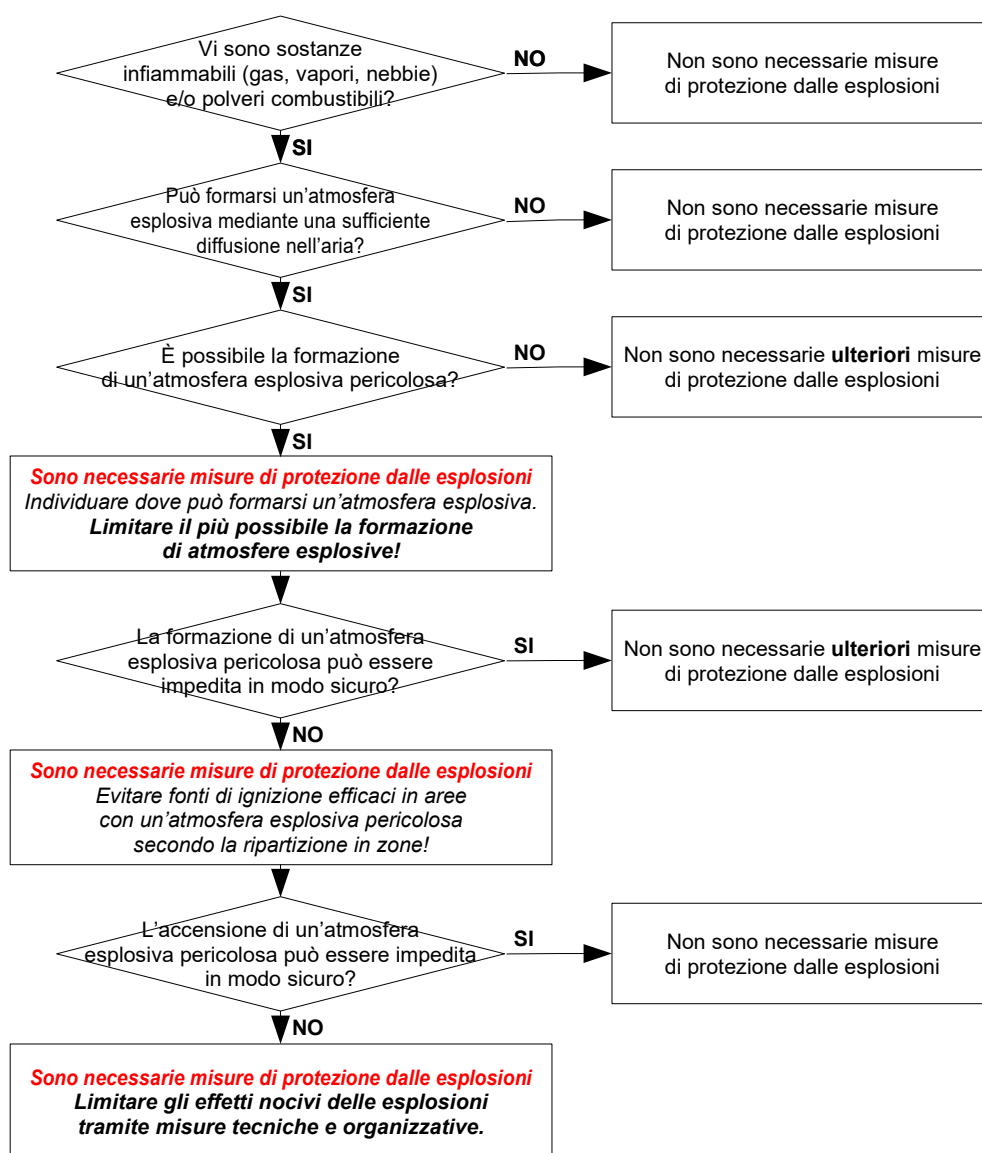 Vi sono sostanze
infiammabili (gas, vapori, nebbie)
e/o polveri combustibili?
NO
Non sono necessarie misure
di protezione dalle esplosioni
SI
Può formarsi un'atmosfera
esplosiva mediante una sufficiente
diffusione nell'aria?
NO
Non sono necessarie misure
di protezione dalle esplosioni
SI
È possibile la formazione
di un'atmosfera esplosiva pericolosa?
NO
Non sono necessarie ulteriori misure
di protezione dalle esplosioni
SI
Sono necessarie misure di protezione dalle esplosioni
Individuare dove può formarsi un'atmosfera esplosiva.
Limitare il più possibile la formazione
di atmosfere esplosive!
La formazione di un'atmosfera
esplosiva pericolosa può essere
impedita in modo sicuro?
SI
Non sono necessarie ulteriori misure
di protezione dalle esplosioni
NO
Sono necessarie misure di protezione dalle esplosioni
Evitare fonti di ignizione efficaci in aree
con un'atmosfera esplosiva pericolosa
secondo la ripartizione in zone!
L'accensione di un'atmosfera
esplosiva pericolosa può essere impedita
in modo sicuro?
SI
Non sono necessarie misure
di protezione dalle esplosioni
NO
Sono necessarie misure di protezione dalle esplosioni
Limitare gli effetti nocivi delle esplosioni
tramite misure tecniche e organizzative.